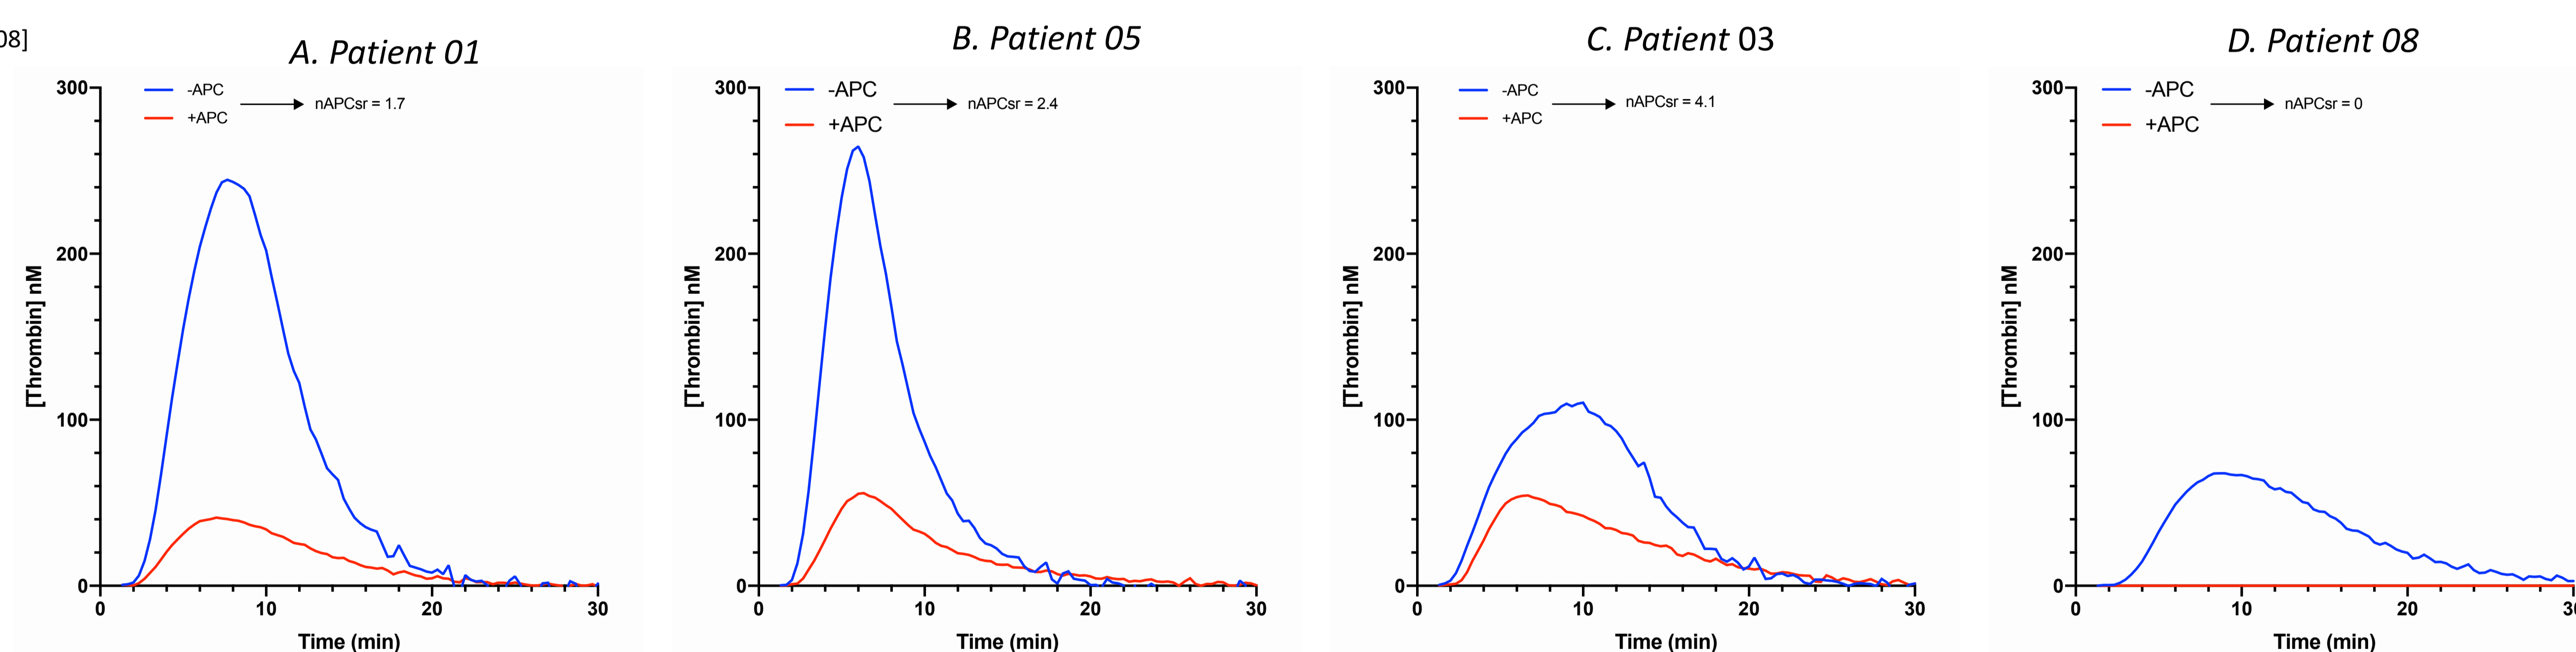 08]
A. Patient 01
300
-APC
+APC
nAPCsr = 1.7
200
100
0
[Thrombin] nM
0 10 20 30
Time (min)
B. Patient 05
300
-APC
+APC
nAPCsr = 2.4
200
100
0
[Thrombin] nM
0 10 20 30
Time (min)
C. Patient 03
300
-APC
+APC
nAPCsr = 4.1
200
100
0
[Thrombin] nM
0 10 20 30
Time (min)
D. Patient 08
300
-APC
+APC
nAPCsr = 0
200
100
0
[Thrombin] nM
0 10 20 3
Time (min)